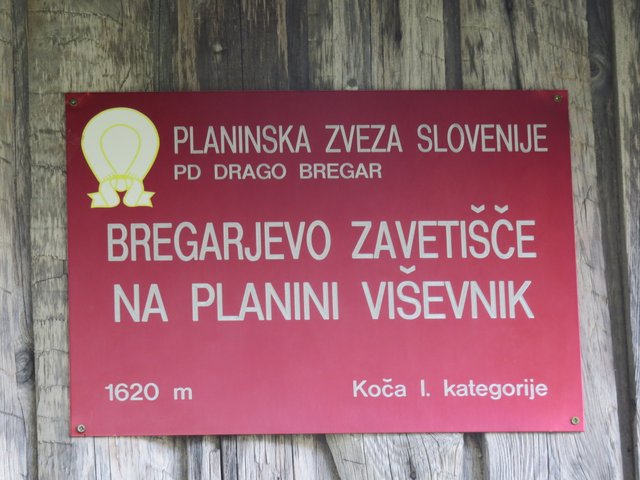 PLANINSKA ZVEZA SLOVENIJE
PD DRAGO BREGAR
BREGARJEVO ZAVETIŠČE
NA PLANINI VIŠEVNIK
1620 m Koča I. kategorije